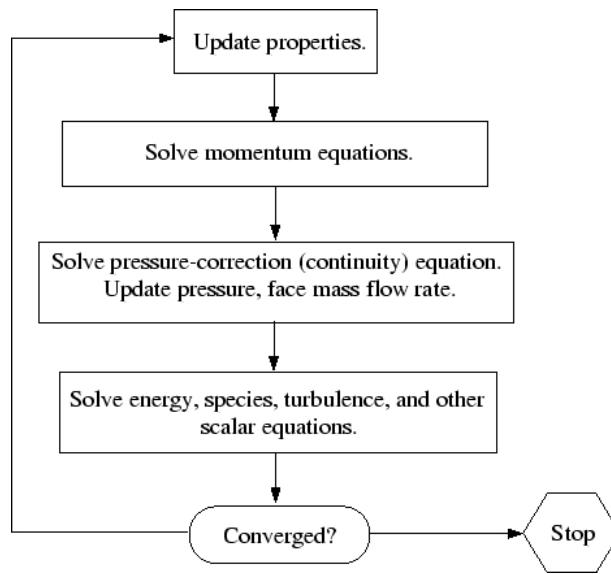 Update properties.
Solve momentum equations.
Solve pressure-correction (continuity) equation.
Update pressure, face mass flow rate.
Solve energy, species, turbulence, and other
scalar equations.
Converged?
Stop